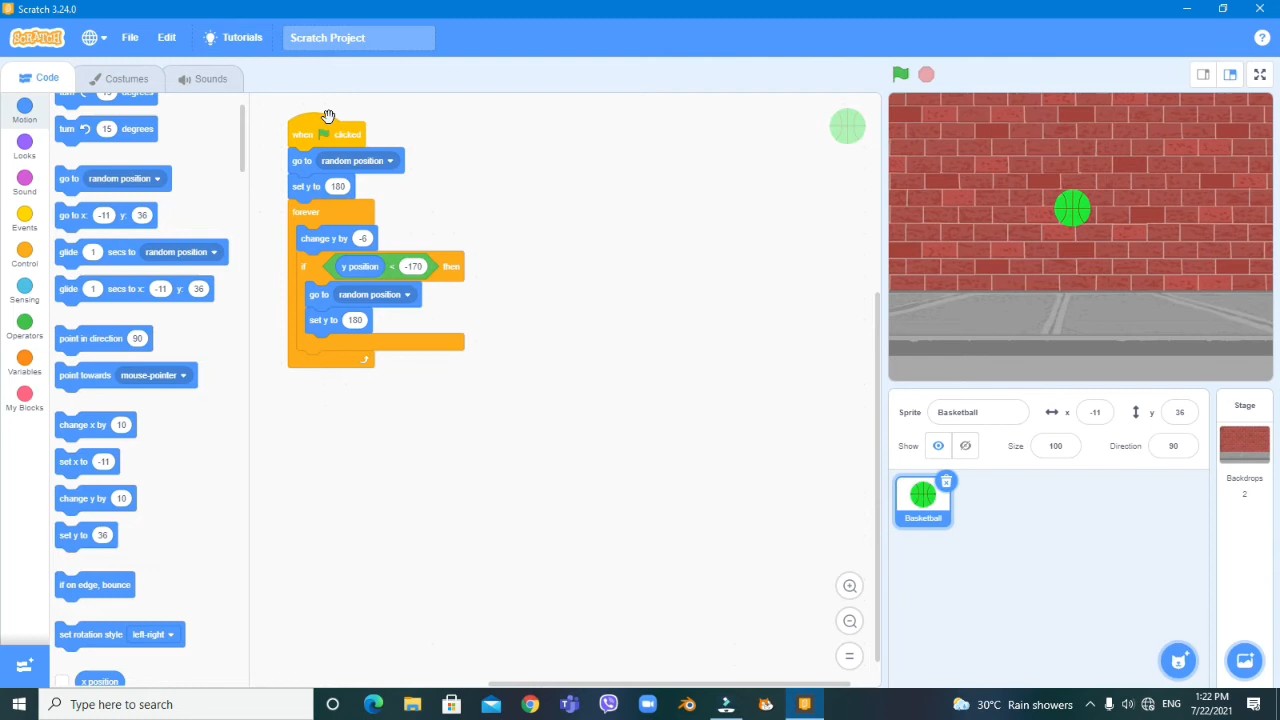 Scratch 3.24.0
SCRATCH File Edit Tutorials Scratch Project
Code Costumes Sounds
Motion
Looks
Sound
Events
Control
Sensing
Operators
Variables
My Blocks
turn 15 degrees
turn 15 degrees
go to random position
go to x: -11 y: 36
glide 1 secs to random position
glide 1 secs to x: -11 y: 36
point in direction 90
point towards mouse-pointer
change x by 10
set x to -11
change y by 10
set y to 36
if on edge, bounce
set rotation style left-right
x position
when clicked
go to random position
set y to 180
forever
change y by -6
if y position < -170 then
go to random position
set y to 180
Sprite Basketball x -11 y 36
Show Size 100 Direction 90
Basketball
Stage
Backdrops
2
Type here to search
30°C Rain showers ENG
1:22 PM
7/22/2021